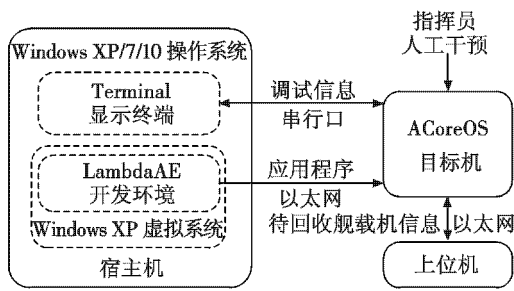 指挥员
人工干预
Windows XP/7/10 操作系统
Terminal
显示终端
调试信息
串行口
ACoreOS
目标机
LambdaAE
开发环境
应用程序
以太网
Windows XP 虚拟系统
待回收舰载机信息
以太网
宿主机
上位机